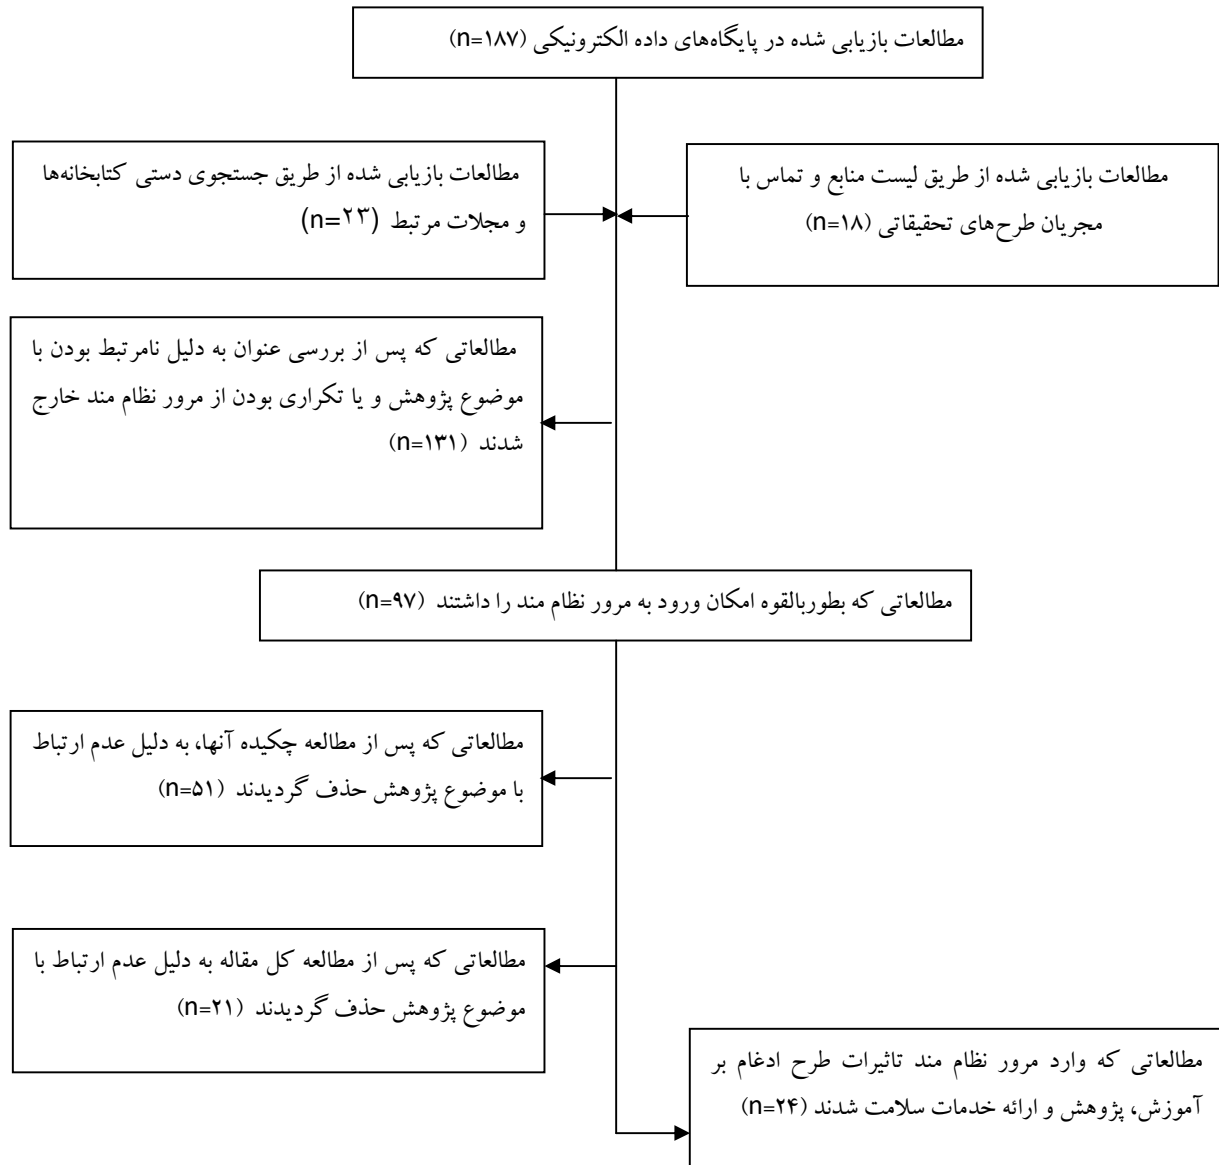 مطالعات بازیابی شده در پایگاه‌های داده الکترونیکی (n=۱۸۷)
مطالعات بازیابی شده از طریق لیست منابع و تماس با
مجریان طرح‌های تحقیقاتی (n=۱۸)
مطالعات بازیابی شده از طریق جستجوی دستی کتابخانه‌ها
و مجلات مرتبط (n=۲۳)
مطالعاتی که پس از بررسی عنوان به دلیل نامرتبط بودن با
موضوع پژوهش و یا تکراری بودن از مرور نظام مند خارج
شدند (n=۱۳۱)
مطالعاتی که بطوربالقوه امکان ورود به مرور نظام مند را داشتند (n=۹۷)
مطالعاتی که پس از مطالعه چکیده آنها، به دلیل عدم ارتباط
با موضوع پژوهش حذف گردیدند (n=۵۱)
مطالعاتی که پس از مطالعه کل مقاله به دلیل عدم ارتباط با
موضوع پژوهش حذف گردیدند (n=۲۱)
مطالعاتی که وارد مرور نظام مند تاثیرات طرح ادغام بر
آموزش، پژوهش و ارائه خدمات سلامت شدند (n=۲۴)